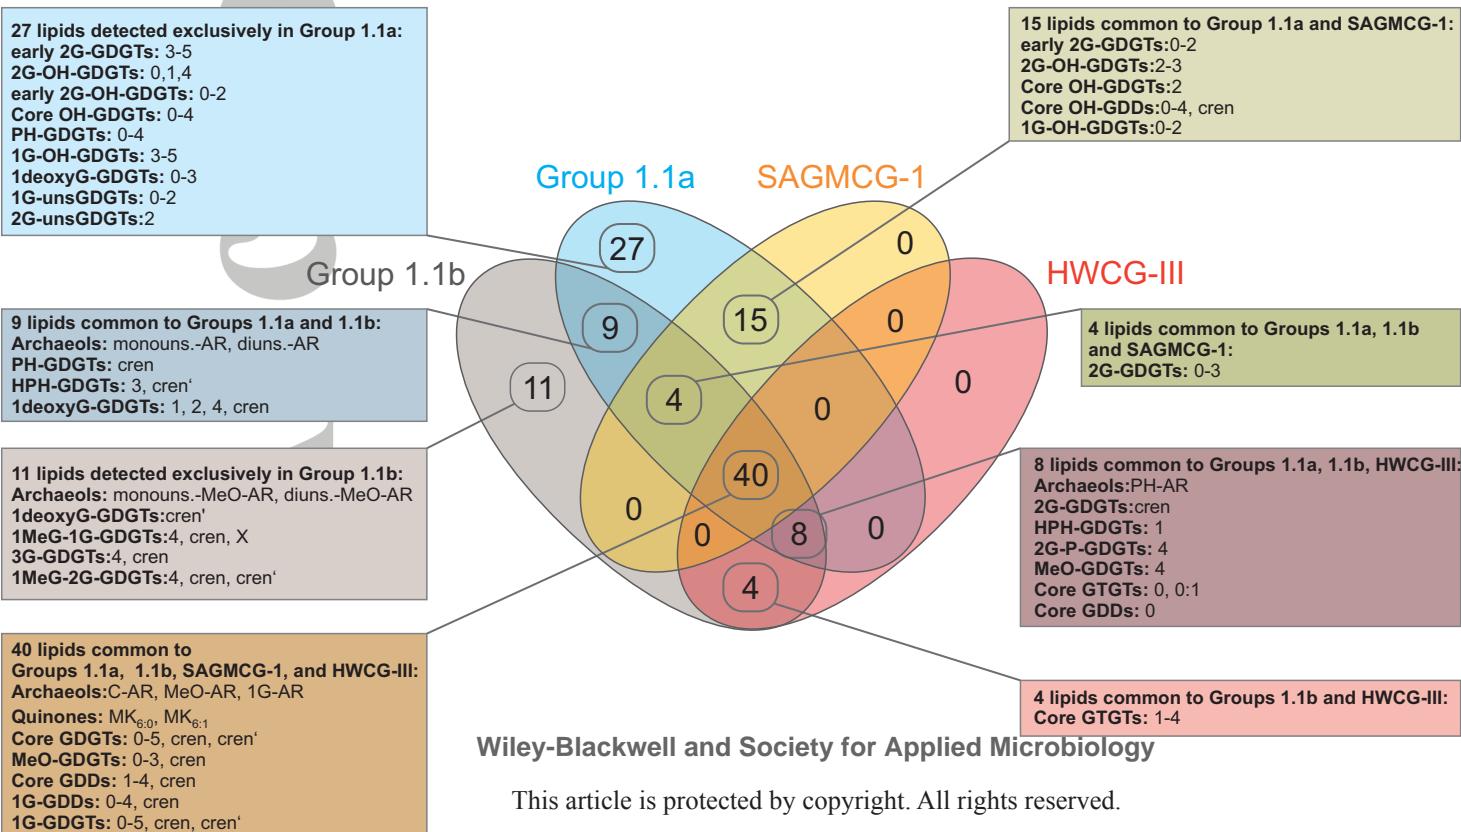 27 lipids detected exclusively in Group 1.1a:
early 2G-GDGTs: 3-5
2G-OH-GDGTs: 0,1,4
early 2G-OH-GDGTs: 0-2
Core OH-GDGTs: 0-4
PH-GDGTs: 0-4
1G-OH-GDGTs: 3-5
1deoxyG-GDGTs: 0-3
1G-unsGDGTs: 0-2
2G-unsGDGTs:2
15 lipids common to Group 1.1a and SAGMCG-1:
early 2G-GDGTs:0-2
2G-OH-GDGTs:2-3
Core OH-GDGTs:2
Core OH-GDDs:0-4, cren
1G-OH-GDGTs:0-2
Group 1.1a
SAGMCG-1
Group 1.1b
HWCG-III
27
0
9
15
0
11
4
0
0
40
0
0
8
0
4
9 lipids common to Groups 1.1a and 1.1b:
Archaeols: monouns.-AR, diuns.-AR
PH-GDGTs: cren
HPH-GDGTs: 3, cren‘
1deoxyG-GDGTs: 1, 2, 4, cren
4 lipids common to Groups 1.1a, 1.1b
and SAGMCG-1:
2G-GDGTs: 0-3
11 lipids detected exclusively in Group 1.1b:
Archaeols: monouns.-MeO-AR, diuns.-MeO-AR
1deoxyG-GDGTs:cren'
1MeG-1G-GDGTs:4, cren, X
3G-GDGTs:4, cren
1MeG-2G-GDGTs:4, cren, cren‘
8 lipids common to Groups 1.1a, 1.1b, HWCG-III:
Archaeols:PH-AR
2G-GDGTs:cren
HPH-GDGTs: 1
2G-P-GDGTs: 4
MeO-GDGTs: 4
Core GTGTs: 0, 0:1
Core GDDs: 0
40 lipids common to
Groups 1.1a, 1.1b, SAGMCG-1, and HWCG-III:
Archaeols:C-AR, MeO-AR, 1G-AR
Quinones: MK6:0, MK6:1
Core GDGTs: 0-5, cren, cren‘
MeO-GDGTs: 0-3, cren
Core GDDs: 1-4, cren
1G-GDDs: 0-4, cren
1G-GDGTs: 0-5, cren, cren‘
4 lipids common to Groups 1.1b and HWCG-III:
Core GTGTs: 1-4
Wiley-Blackwell and Society for Applied Microbiology
This article is protected by copyright. All rights reserved.